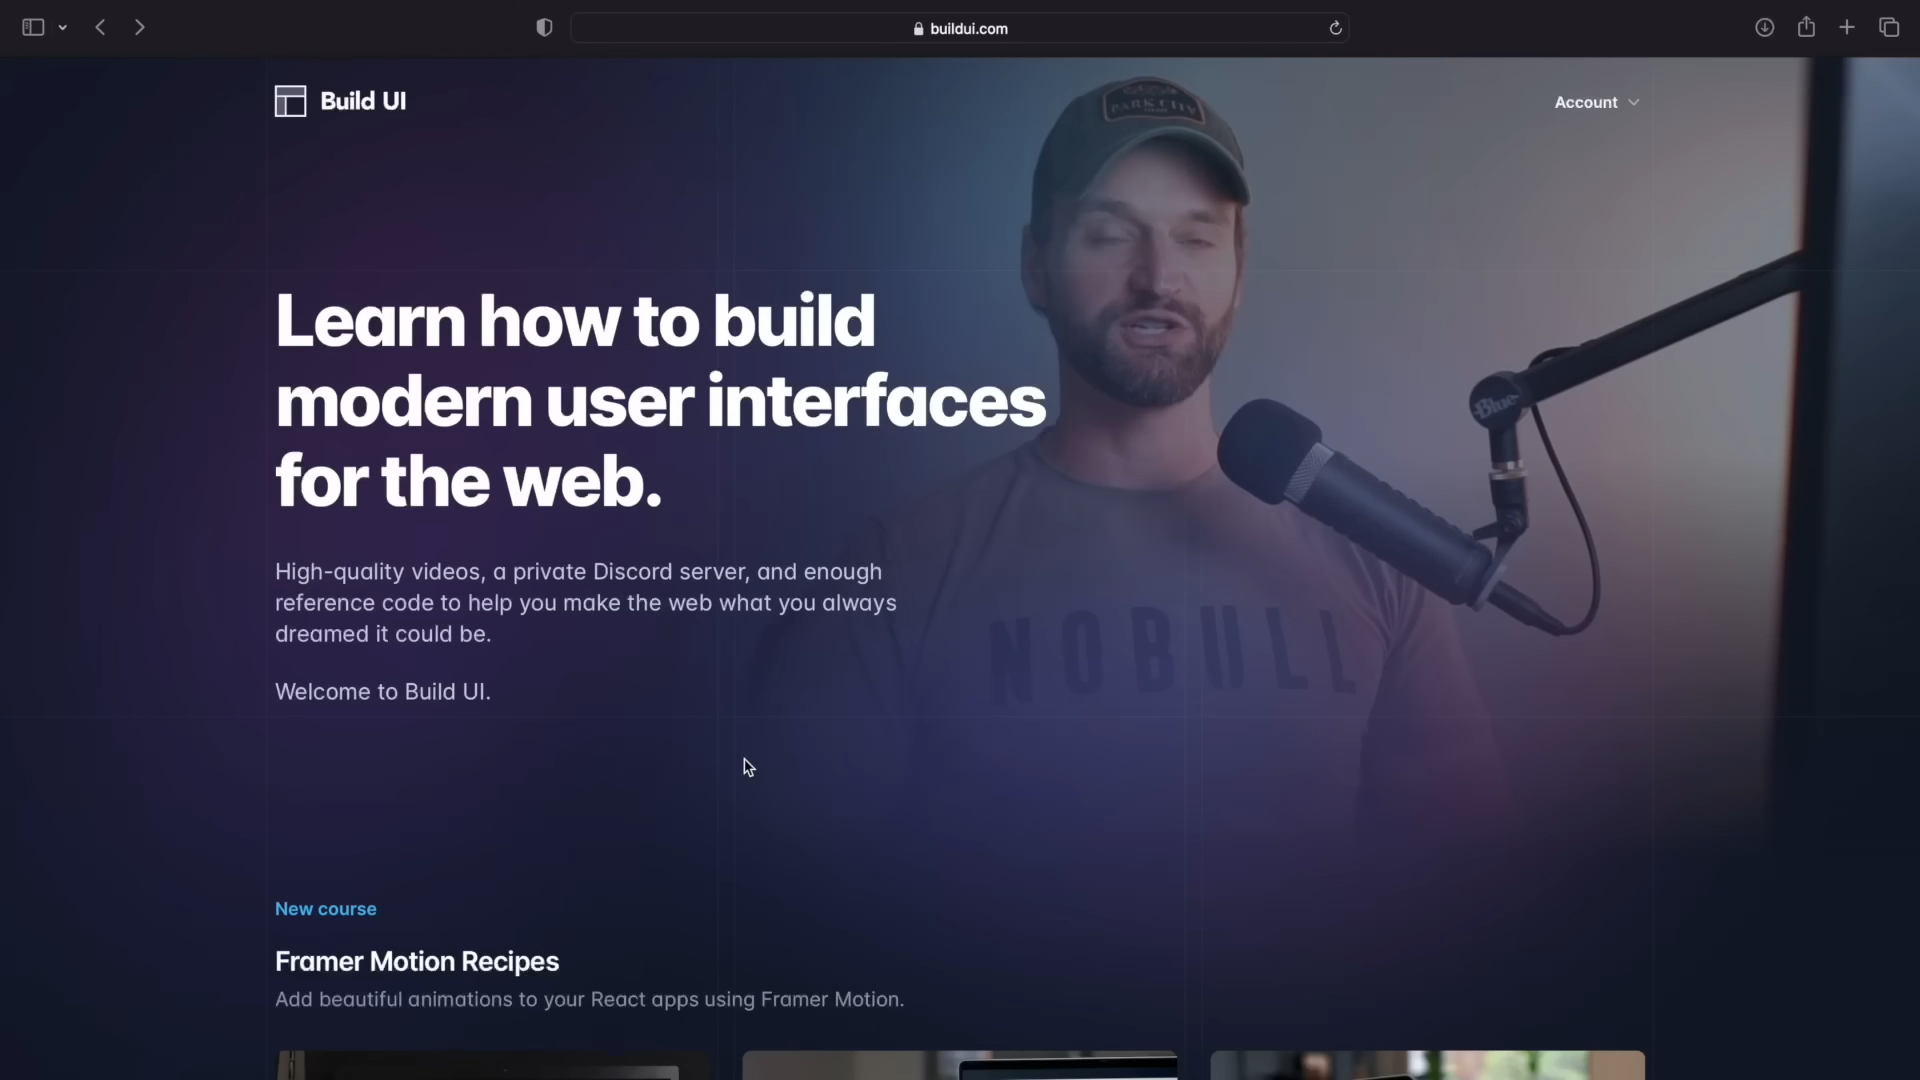 buildui.com
Build UI
Account
PARK CITY
Learn how to build
modern user interfaces
for the web.
Blue
High-quality videos, a private Discord server, and enough
reference code to help you make the web what you always
dreamed it could be.
NOBULL
Welcome to Build UI.
New course
Framer Motion Recipes
Add beautiful animations to your React apps using Framer Motion.